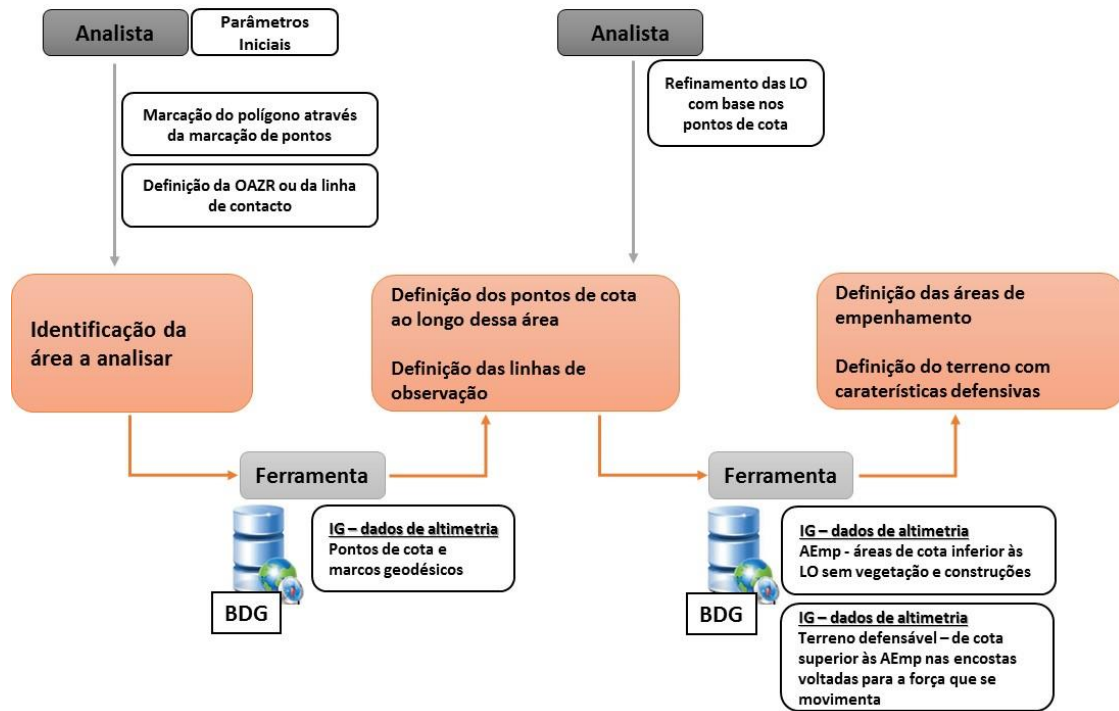 Analista
Parâmetros
Iniciais
Marcação do polígono através
da marcação de pontos
Definição da OAZR ou da linha
de contacto
Analista
Refinamento das LO
com base nos
pontos de cota
Identificação da
área a analisar
Definição dos pontos de cota
ao longo dessa área
Definição das linhas de
observação
Definição das áreas de
empenhamento
Definição do terreno com
caraterísticas defensivas
Ferramenta
IG – dados de altimetria
Pontos de cota e
marcos geodésicos
BDG
Ferramenta
IG – dados de altimetria
AEmp - áreas de cota inferior às
LO sem vegetação e construções
BDG
IG – dados de altimetria
Terreno defensável – de cota
superior às AEmp nas encostas
voltadas para a força que se
movimenta